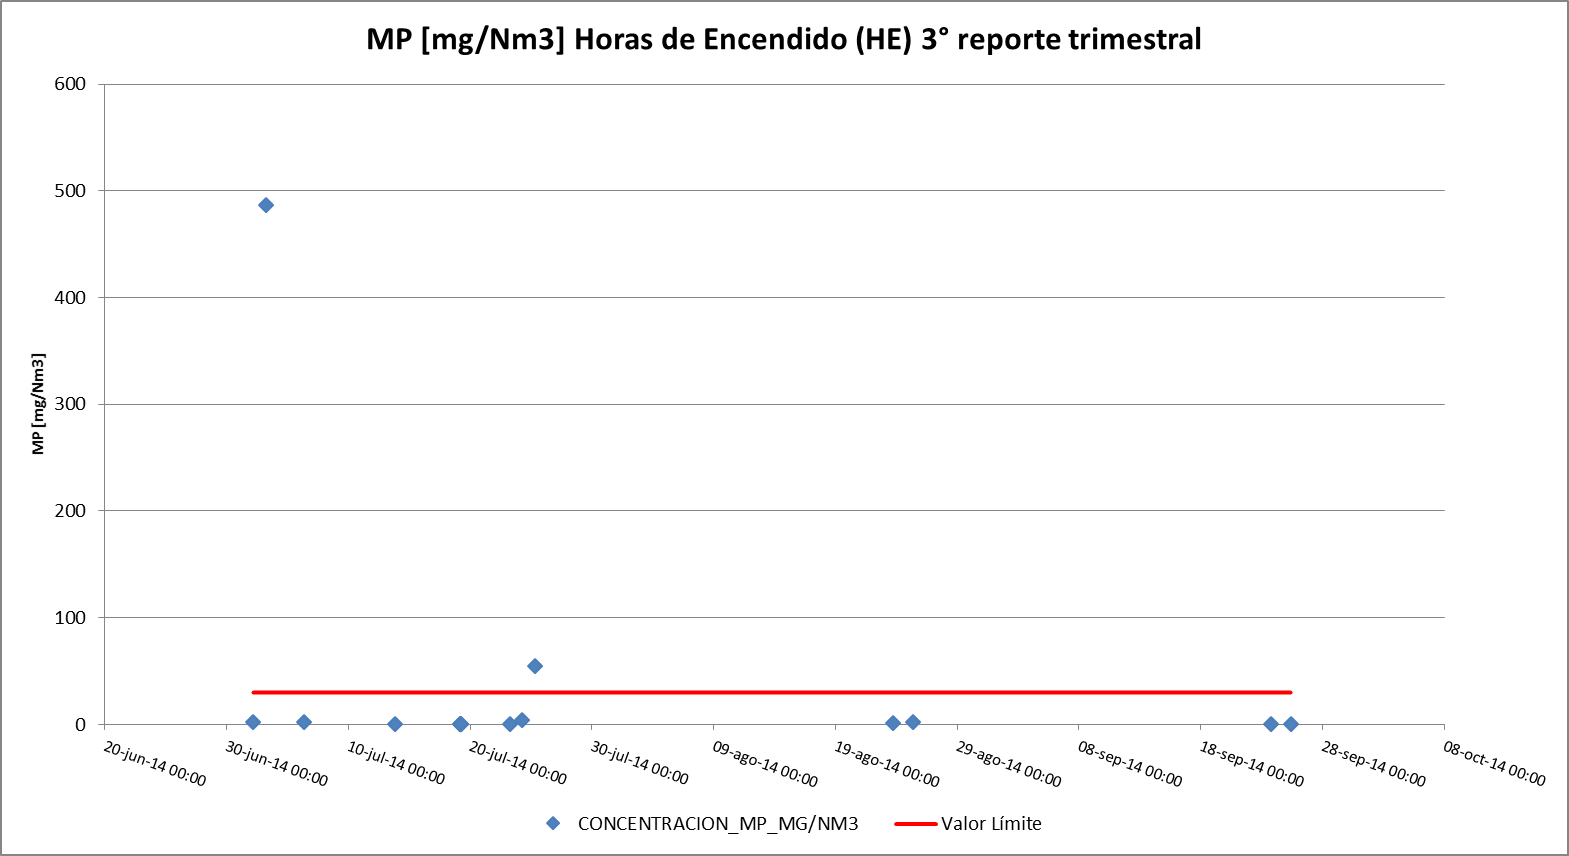 MP [mg/Nm3] Horas de Encendido (HE) 3° reporte trimestral
600
500
400
300
200
100
0
MP [mg/Nm3]
20-jun-14 00:00
30-jun-14 00:00
10-jul-14 00:00
20-jul-14 00:00
30-jul-14 00:00
09-ago-14 00:00
19-ago-14 00:00
29-ago-14 00:00
08-sep-14 00:00
18-sep-14 00:00
28-sep-14 00:00
08-oct-14 00:00
CONCENTRACION_MP_MG/NM3
Valor Límite